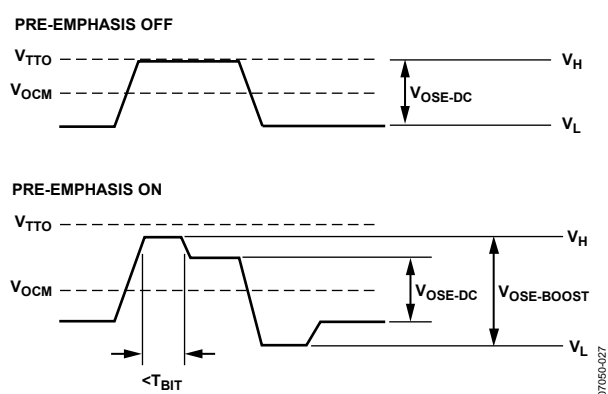 PRE-EMPHASIS OFF
VTTO
VH
VOCM
VOSE-DC
VL
PRE-EMPHASIS ON
VTTO
VH
VOCM
VOSE-DC
VOSE-BOOST
VL
<TBIT
07050-027